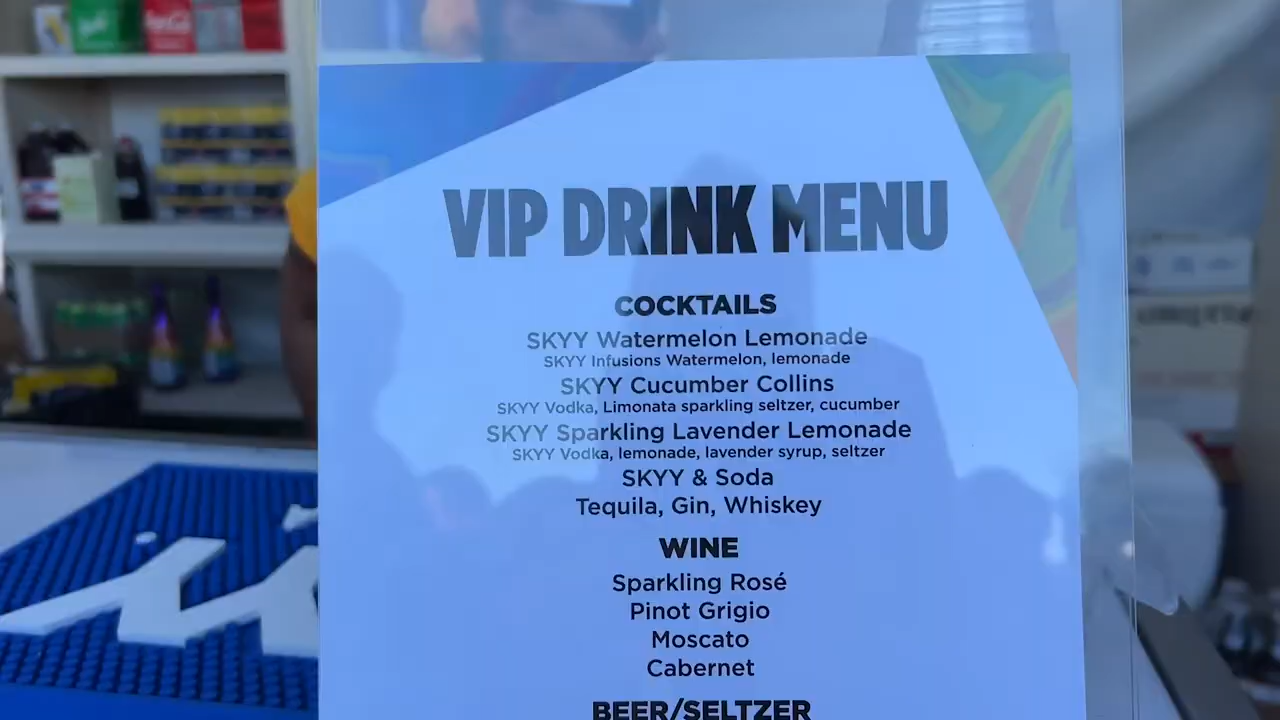 VIP DRINK MENU
COCKTAILS
SKYY Watermelon Lemonade
SKYY Infusions Watermelon, lemonade
SKYY Cucumber Collins
SKYY Vodka, Limonata sparkling seltzer, cucumber
SKYY Sparkling Lavender Lemonade
SKYY Vodka, lemonade, lavender syrup, seltzer
SKYY & Soda
Tequila, Gin, Whiskey
WINE
Sparkling Rosé
Pinot Grigio
Moscato
Cabernet
BEER/SELTZER